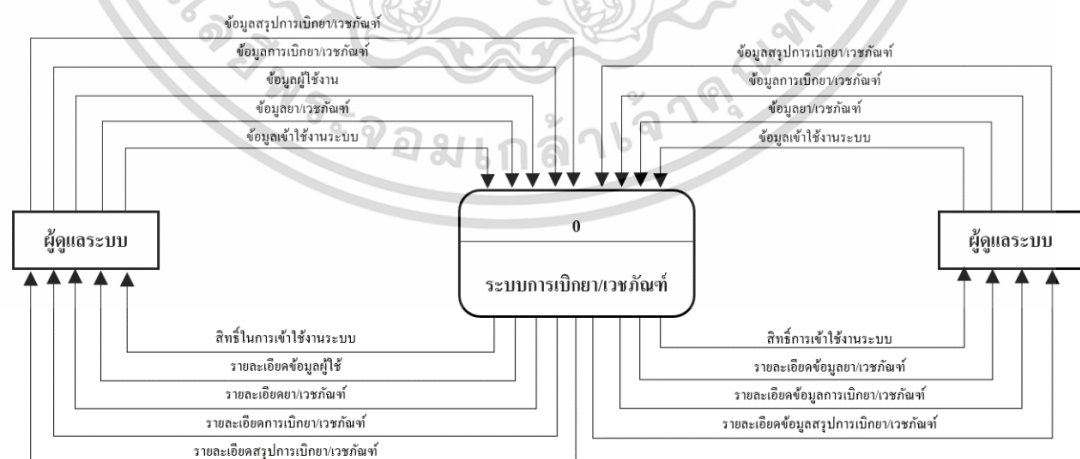 ข้อมูลสรุปการเบิกยา/เวชภัณฑ์
ข้อมูลการเบิกยา/เวชภัณฑ์
ข้อมูลผู้ใช้งาน
ข้อมูลยา/เวชภัณฑ์
ข้อมูลเข้าใช้งานระบบ
ข้อมูลสรุปการเบิกยา/เวชภัณฑ์
ข้อมูลการเบิกยา/เวชภัณฑ์
ข้อมูลยา/เวชภัณฑ์
ข้อมูลเข้าใช้งานระบบ
พระจอมเกล้าเจ้าคุณ
ผู้ดูแลระบบ
0
ระบบการเบิกยา/เวชภัณฑ์
ผู้ดูแลระบบ
สิทธิ์ในการเข้าใช้งานระบบ
รายละเอียดข้อมูลผู้ใช้
รายละเอียดยา/เวชภัณฑ์
รายละเอียดการเบิกยา/เวชภัณฑ์
รายละเอียดสรุปการเบิกยา/เวชภัณฑ์
สิทธิ์การเข้าใช้งานระบบ
รายละเอียดข้อมูลยา/เวชภัณฑ์
รายละเอียดข้อมูลการเบิกยา/เวชภัณฑ์
รายละเอียดข้อมูลสรุปการเบิกยา/เวชภัณฑ์